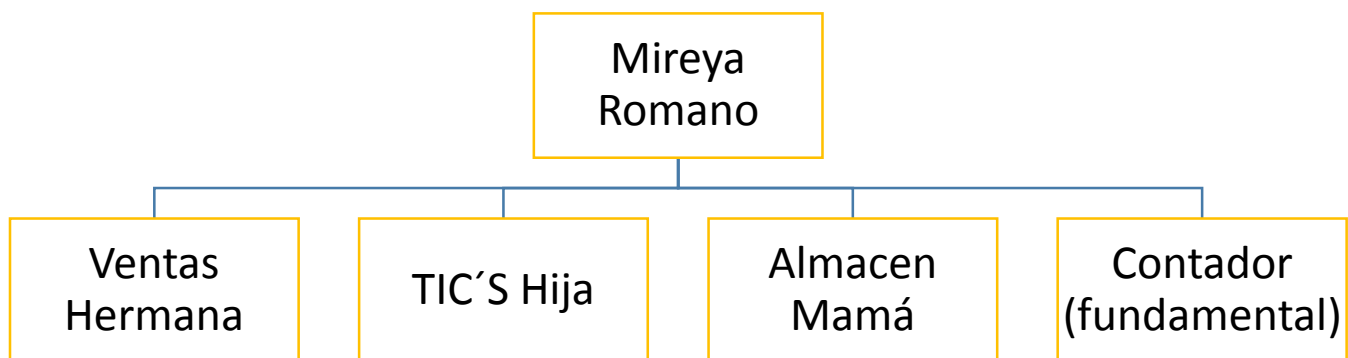 Mireya
Romano
Ventas
Hermana
TIC´S Hija
Almacen
Mamá
Contador
(fundamental)